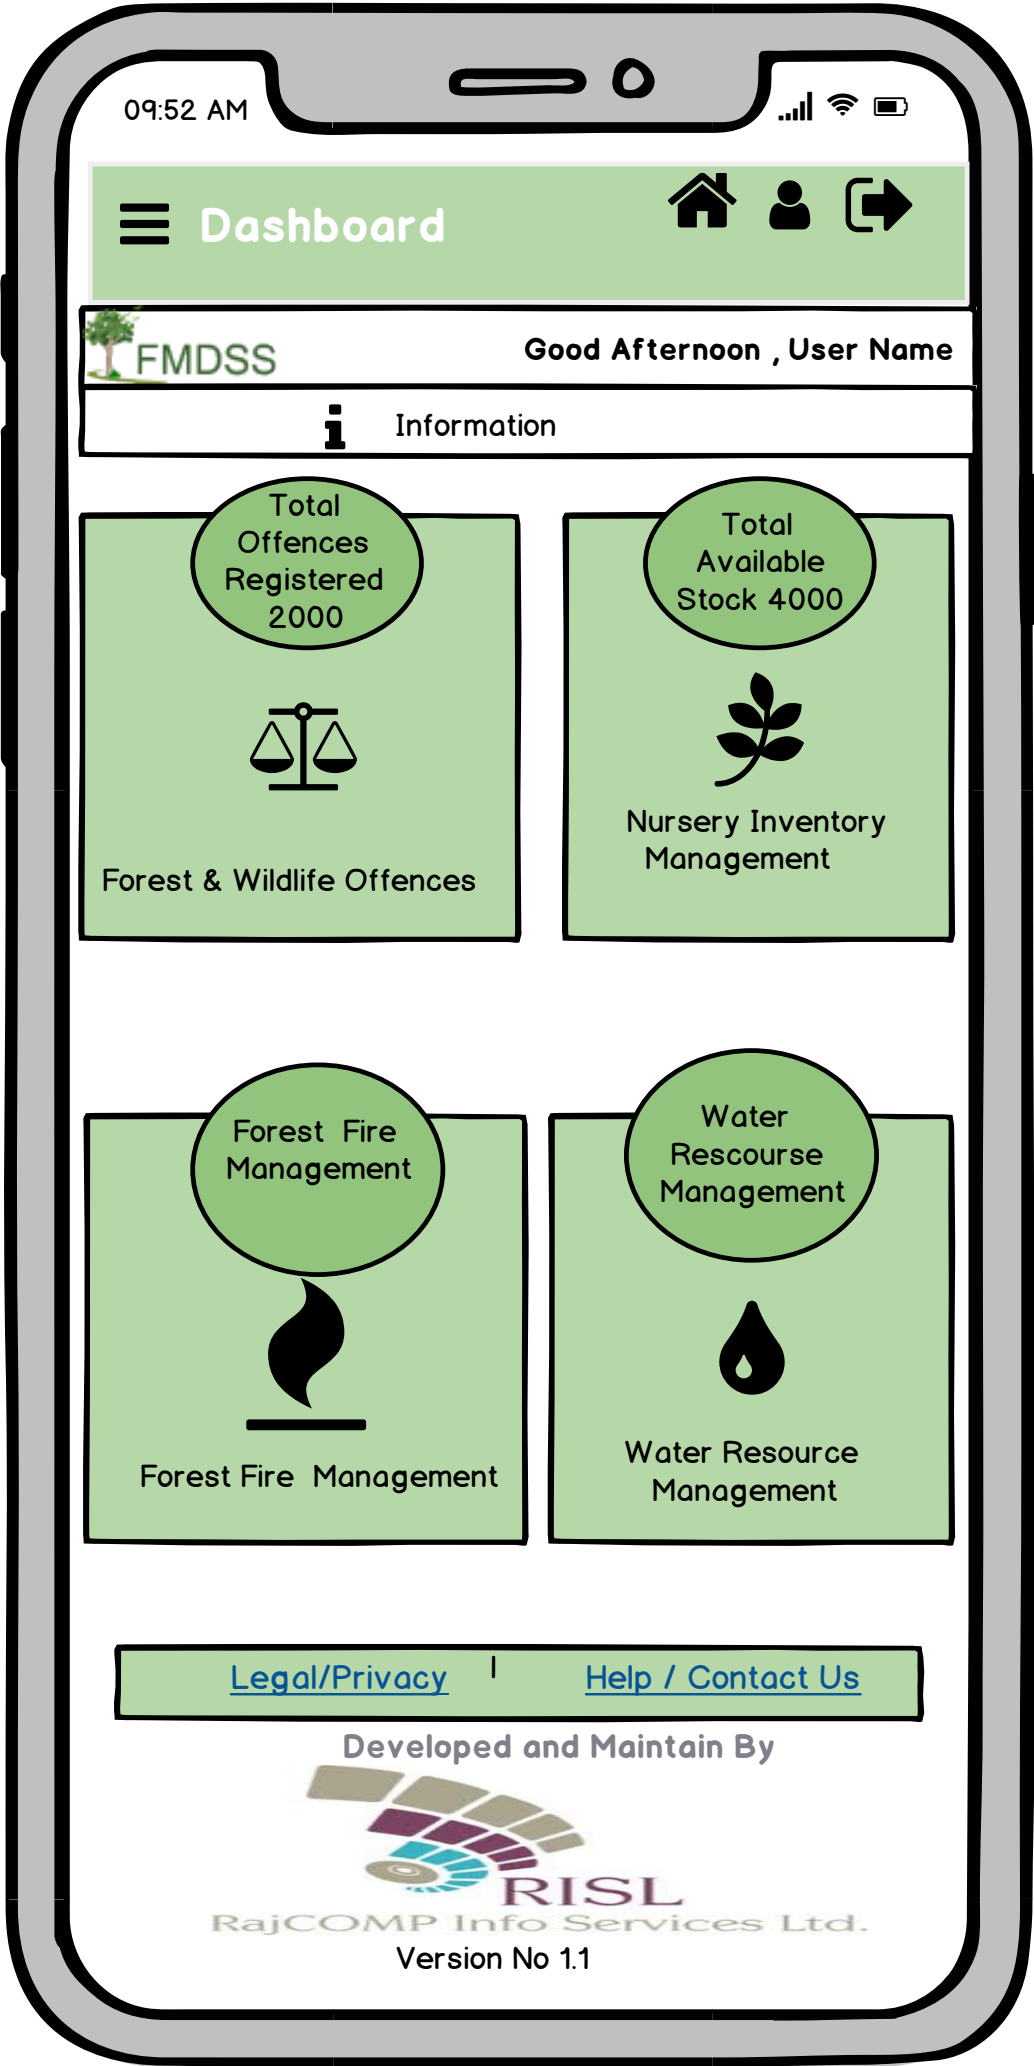 09:52 AM
Dashboard
FMDSS
Good Afternoon , User Name
Information
Total
Offences
Registered
2000
Total
Available
Stock 4000
Forest & Wildlife Offences
Nursery Inventory
Management
Forest Fire
Management
Water
Rescourse
Management
Forest Fire Management
Water Resource
Management
Legal/Privacy | Help / Contact Us
Developed and Maintain By
RISL
RajCOMP Info Services Ltd.
Version No 1.1